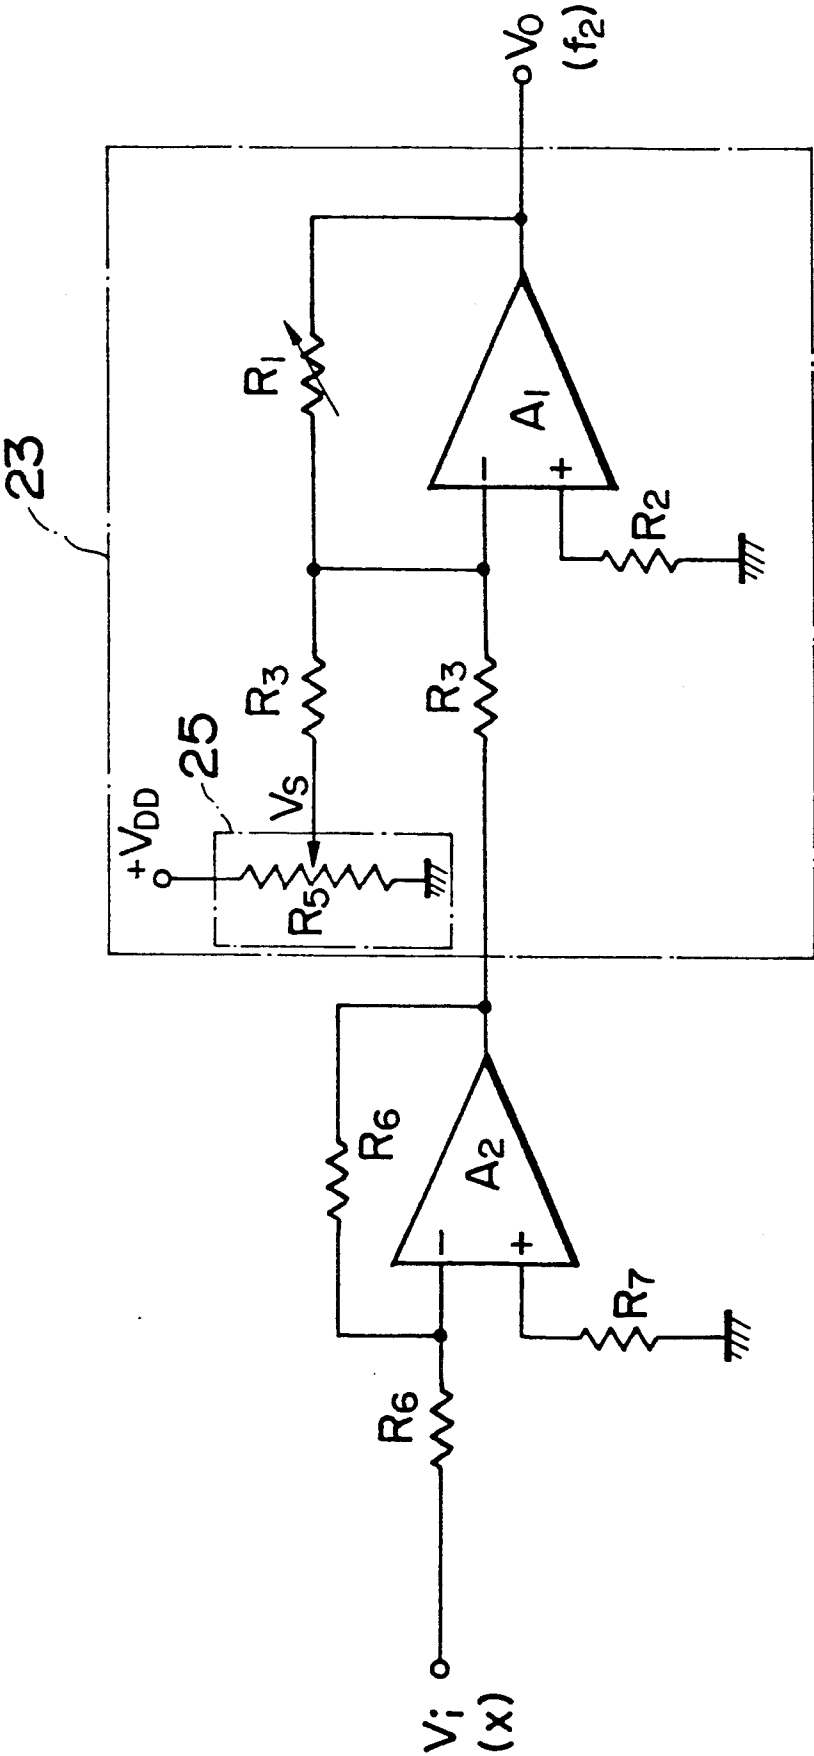 23
+VDD
25
R5
VS
R3
R1
R3
A1
-
+
R2
VO
(f2)
R6
A2
-
+
R6
R7
Vi
(x)